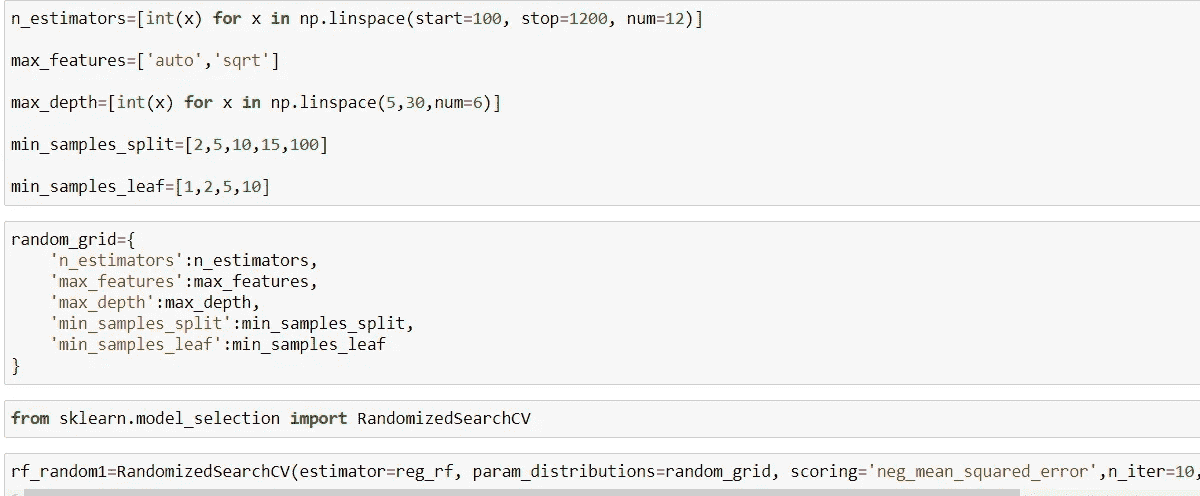 n_estimators=[int(x) for x in np.linspace(start=100, stop=1200, num=12)]
max_features=['auto','sqrt']
max_depth=[int(x) for x in np.linspace(5,30,num=6)]
min_samples_split=[2,5,10,15,100]
min_samples_leaf=[1,2,5,10]
random_grid={
    'n_estimators':n_estimators,
    'max_features':max_features,
    'max_depth':max_depth,
    'min_samples_split':min_samples_split,
    'min_samples_leaf':min_samples_leaf
}
from sklearn.model_selection import RandomizedSearchCV
rf_random1=RandomizedSearchCV(estimator=reg_rf, param_distributions=random_grid, scoring='neg_mean_squared_error',n_iter=10,